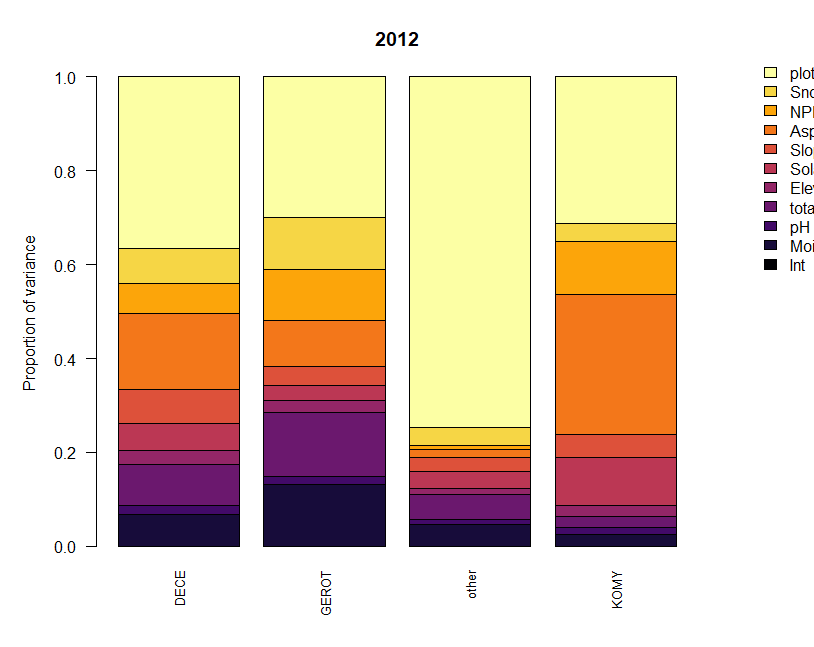 2012
1.0
0.8
0.6
0.4
0.2
0.0
Proportion of variance
DECE
GEROT
other
KOMY
plot
Sno
NPI
Asp
Slop
Sol
Elev
tota
pH
Moi
Int